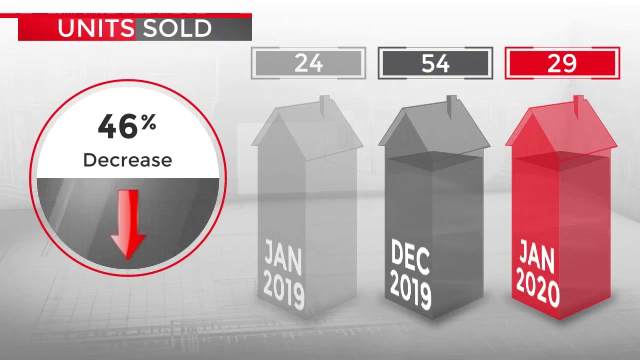 UNITS SOLD
24
54
29
46%
Decrease
JAN
2019
DEC
2019
JAN
2020